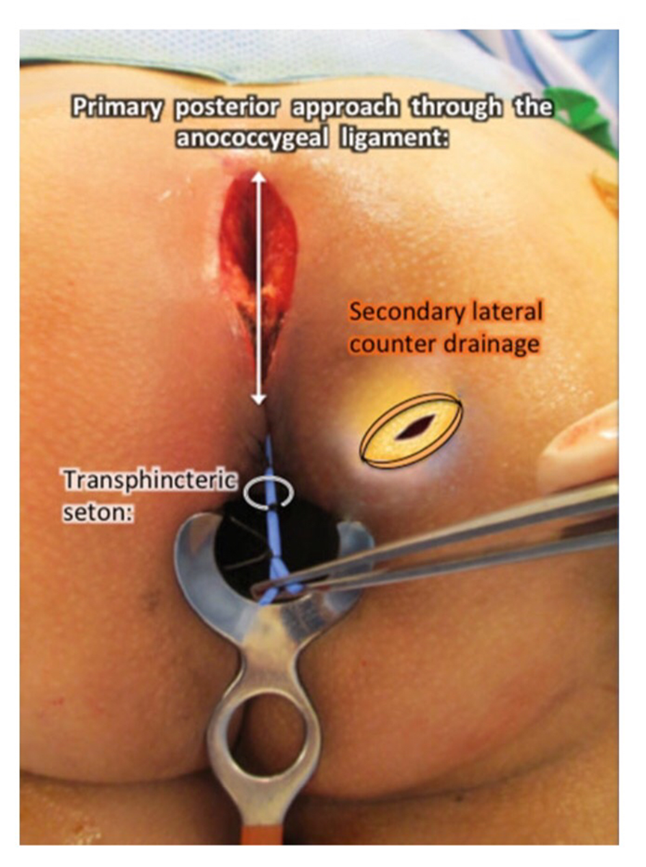 Primary posterior approach through the
anococcygeal ligament:
Secondary lateral
counter drainage
Transphincteric
seton: